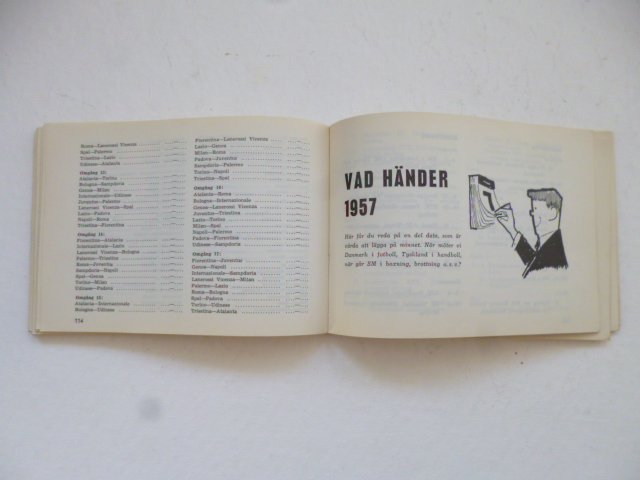 Roma—Lanerossi Vicenza
Spal—Palermo
Triestina—Lazio
Udinese—Atalanta
Omgång 13:
Atalanta—Torino
Bologna—Sampdoria
Genoa—Milan
Internazionale—Udinese
Juventus—Palermo
Lanerossi Vicenza—Spal
Lazio—Padova
Napoli—Roma
Triestina—Fiorentina
Omgång 14:
Fiorentina—Atalanta
Internazionale—Lazio
Lanerossi Vicenza—Bologna
Palermo—Triestina
Roma—Juventus
Sampdoria—Napoli
Spal—Genoa
Torino—Milan
Udinese—Padova
Omgång 15:
Atalanta—Internazionale
Bologna—Udinese
114
Fiorentina—Lanerossi Vicenza
Lazio—Genoa
Milan—Roma
Padova—Juventus
Sampdoria—Palermo
Torino—Napoli
Triestina—Spal
Omgång 16:
Atalanta—Roma
Bologna—Internazionale
Genoa—Lanerossi Vicenza
Juventus—Triestina
Lazio—Torino
Milan—Spal
Napoli—Palermo
Padova—Fiorentina
Udinese—Sampdoria
Omgång 17:
Fiorentina—Juventus
Genoa—Napoli
Internazionale—Sampdoria
Lanerossi Vicenza—Milan
Palermo—Lazio
Roma—Bologna
Spal—Padova
Torino—Udinese
Triestina—Atalanta
VAD HÄNDER
1957
Här får du reda på en del data, som är
värda att lägga på minnet. När möter vi
Danmark i fotboll, Tyskland i handboll,
när går SM i boxning, brottning o.s.v.?